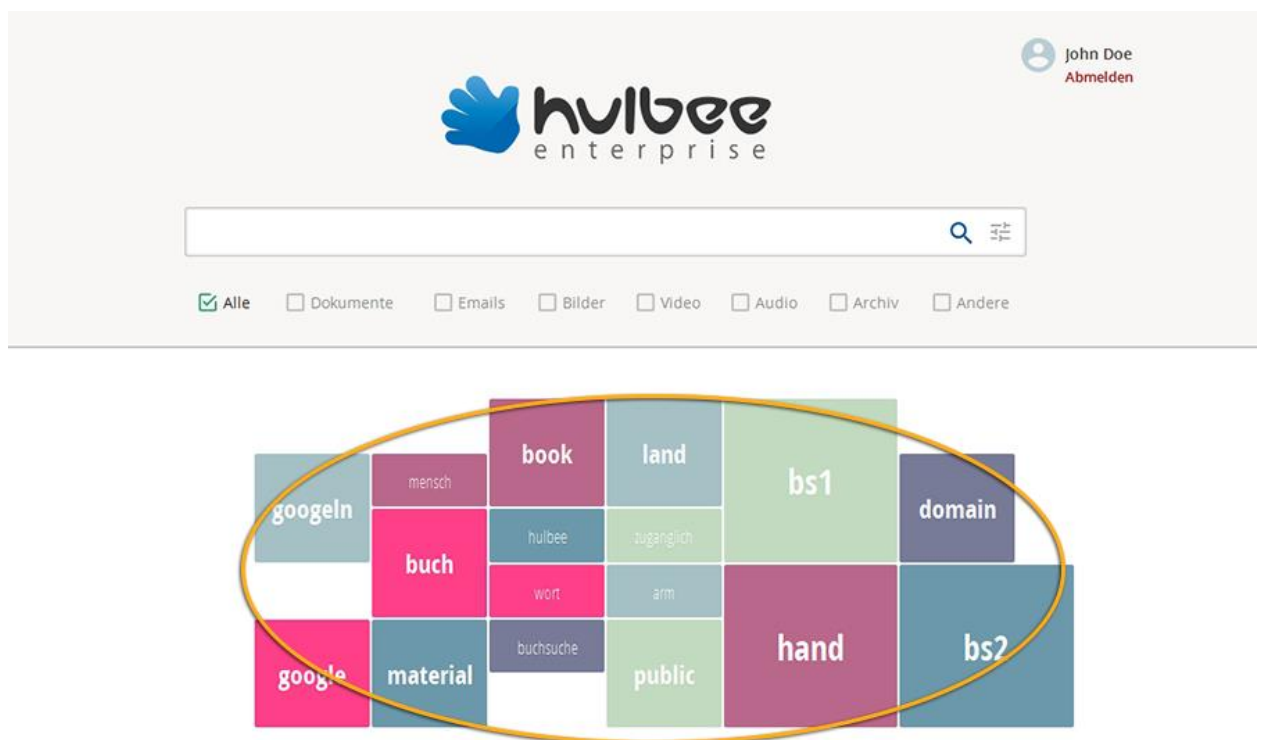 John Doe
Abmelden
hulbee
enterprise
Alle Dokumente Emails Bilder Video Audio Archiv Andere
book land bs1
mensch
googeln domain
hulbee zugänglich
buch
wort arm
buchsuche hand bs2
google material public